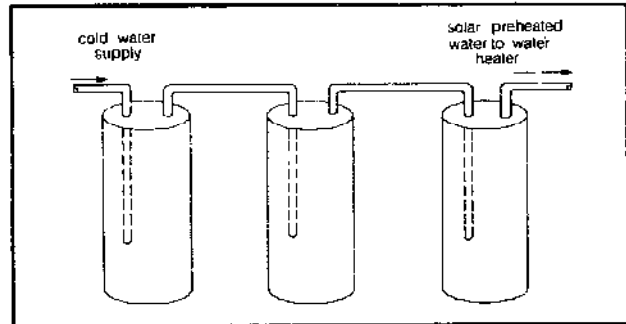 cold water
supply
solar preheated
water to water
heater